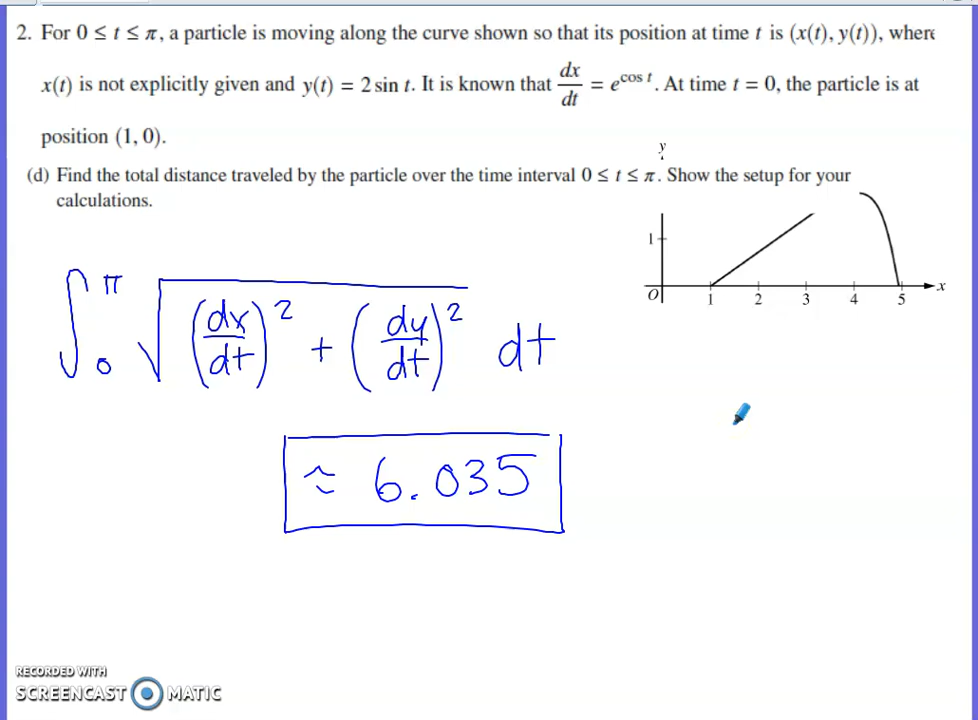 2. For 0 ≤ t ≤ π, a particle is moving along the curve shown so that its position at time t is (x(t), y(t)), where
x(t) is not explicitly given and y(t) = 2 sin t. It is known that dx/dt = e^(cos t). At time t = 0, the particle is at
position (1, 0).
(d) Find the total distance traveled by the particle over the time interval 0 ≤ t ≤ π. Show the setup for your
calculations.
y
1
O 1 2 3 4 5 x
∫₀^π √((dx/dt)² + (dy/dt)²) dt
≈ 6.035
RECORDED WITH
SCREENCAST MATIC